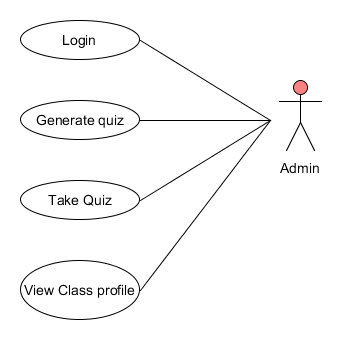 Login
Generate quiz
Take Quiz
View Class profile
Admin